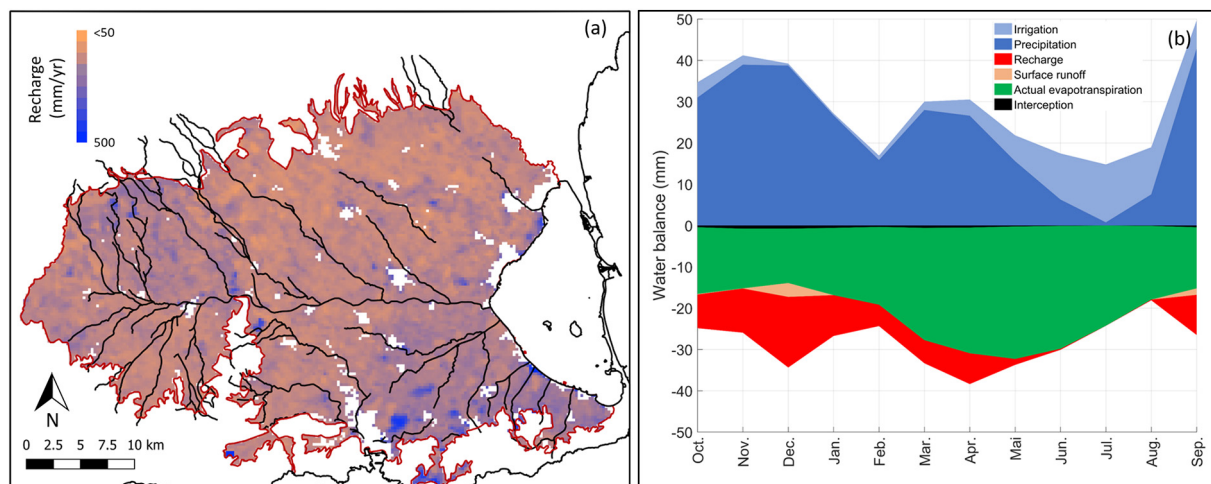 (a)
<50
Recharge
(mm/yr)
500
N
0 2.5 5 7.5 10 km
(b)
Irrigation
Precipitation
Recharge
Surface runoff
Actual evapotranspiration
Interception
Water balance (mm)
50
40
30
20
10
0
-10
-20
-30
-40
-50
Oct. Nov. Dec. Jan. Feb. Mar. Apr. Mai Jun. Jul. Aug. Sep.